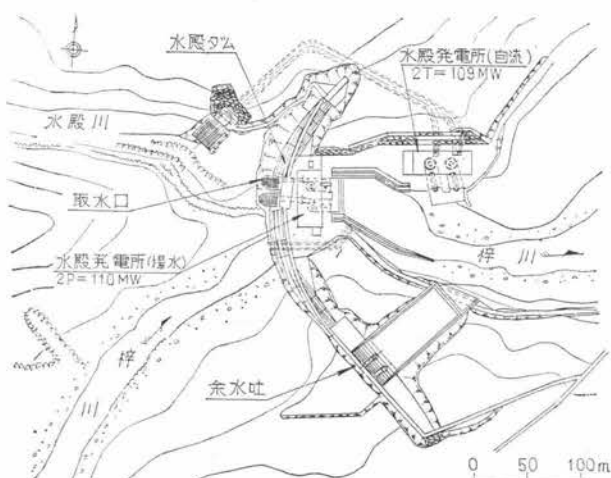 水殿ダム
水殿発電所(自流)
2T=109MW
水殿川
取水口
水殿発電所(揚水)
2P=110MW
梓川
梓
川
余水吐
0 50 100m